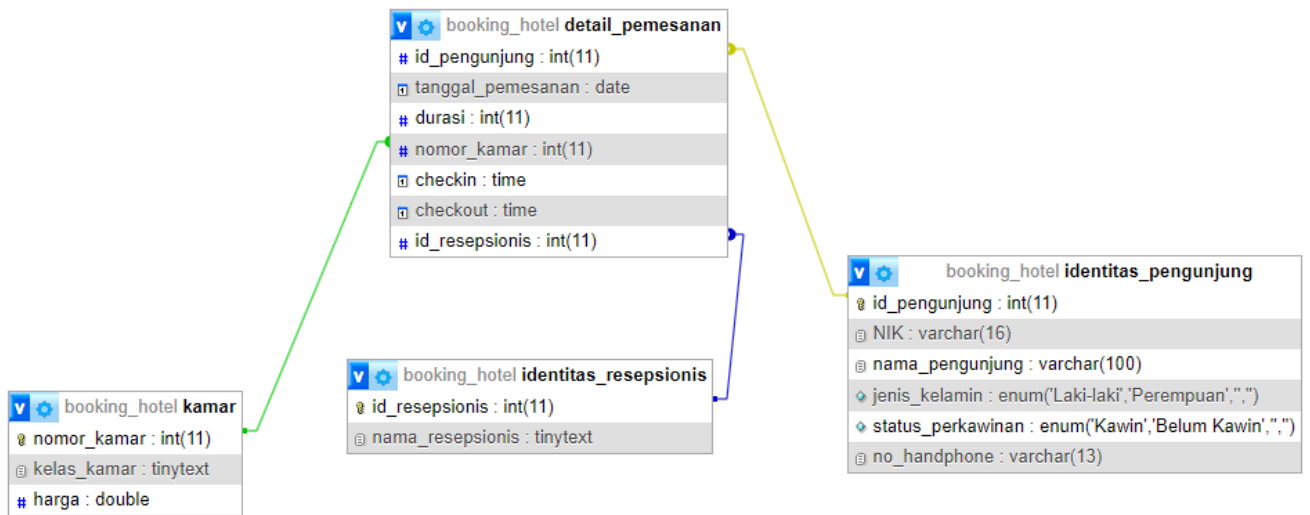 booking_hotel detail_pemesanan
# id_pengunjung : int(11)
tanggal_pemesanan : date
# durasi : int(11)
# nomor_kamar : int(11)
checkin : time
checkout : time
# id_resepsionis : int(11)
booking_hotel identitas_pengunjung
id_pengunjung : int(11)
NIK : varchar(16)
nama_pengunjung : varchar(100)
jenis_kelamin : enum('Laki-laki','Perempuan','','')
status_perkawinan : enum('Kawin','Belum Kawin','','')
no_handphone : varchar(13)
booking_hotel identitas_resepsionis
id_resepsionis : int(11)
nama_resepsionis : tinytext
booking_hotel kamar
nomor_kamar : int(11)
kelas_kamar : tinytext
# harga : double